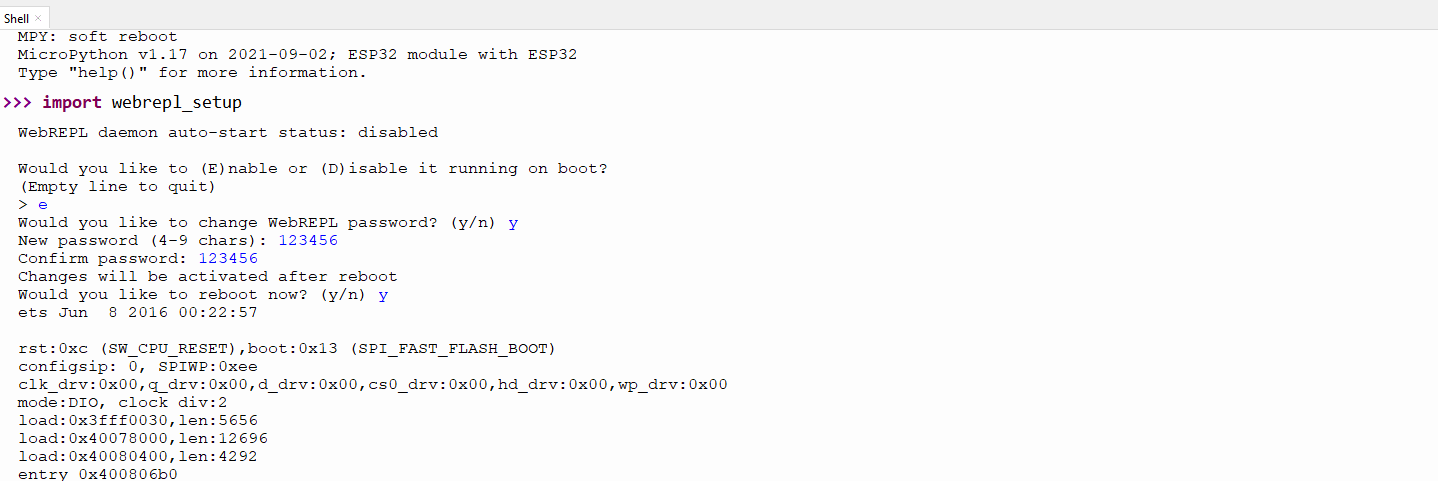 Shell ×
MPY: soft reboot
MicroPython v1.17 on 2021-09-02; ESP32 module with ESP32
Type "help()" for more information.
>>> import webrepl_setup
WebREPL daemon auto-start status: disabled
Would you like to (E)nable or (D)isable it running on boot?
(Empty line to quit)
> e
Would you like to change WebREPL password? (y/n) y
New password (4-9 chars): 123456
Confirm password: 123456
Changes will be activated after reboot
Would you like to reboot now? (y/n) y
ets Jun  8 2016 00:22:57
rst:0xc (SW_CPU_RESET),boot:0x13 (SPI_FAST_FLASH_BOOT)
configsip: 0, SPIWP:0xee
clk_drv:0x00,q_drv:0x00,d_drv:0x00,cs0_drv:0x00,hd_drv:0x00,wp_drv:0x00
mode:DIO, clock div:2
load:0x3fff0030,len:5656
load:0x40078000,len:12696
load:0x40080400,len:4292
entry 0x400806b0